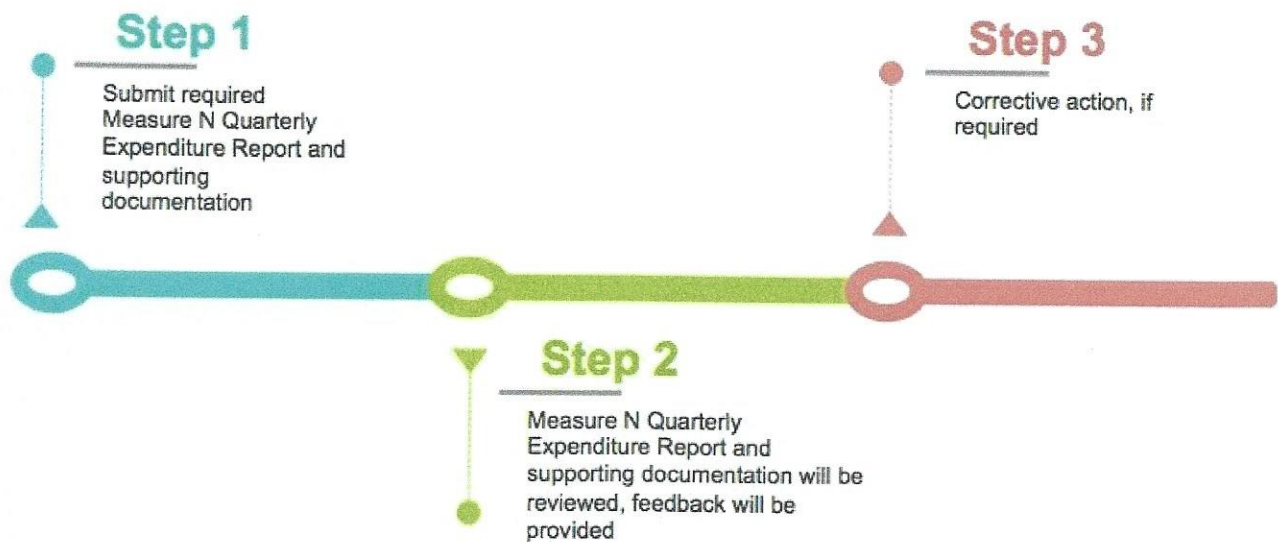 Step 1
Submit required
Measure N Quarterly
Expenditure Report and
supporting
documentation
Step 2
Measure N Quarterly
Expenditure Report and
supporting documentation will be
reviewed, feedback will be
provided
Step 3
Corrective action, if
required